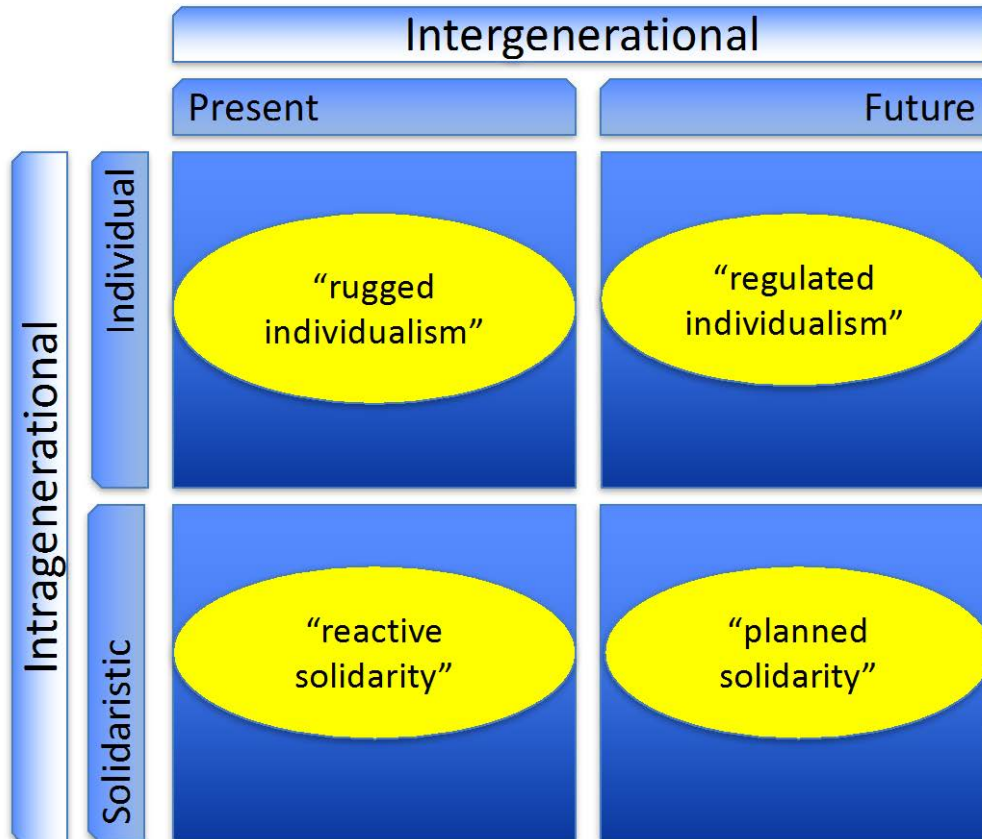 Intergenerational
Present
Future
Intragenerational
Individual
“rugged
individualism”
“regulated
individualism”
Solidaristic
“reactive
solidarity”
“planned
solidarity”